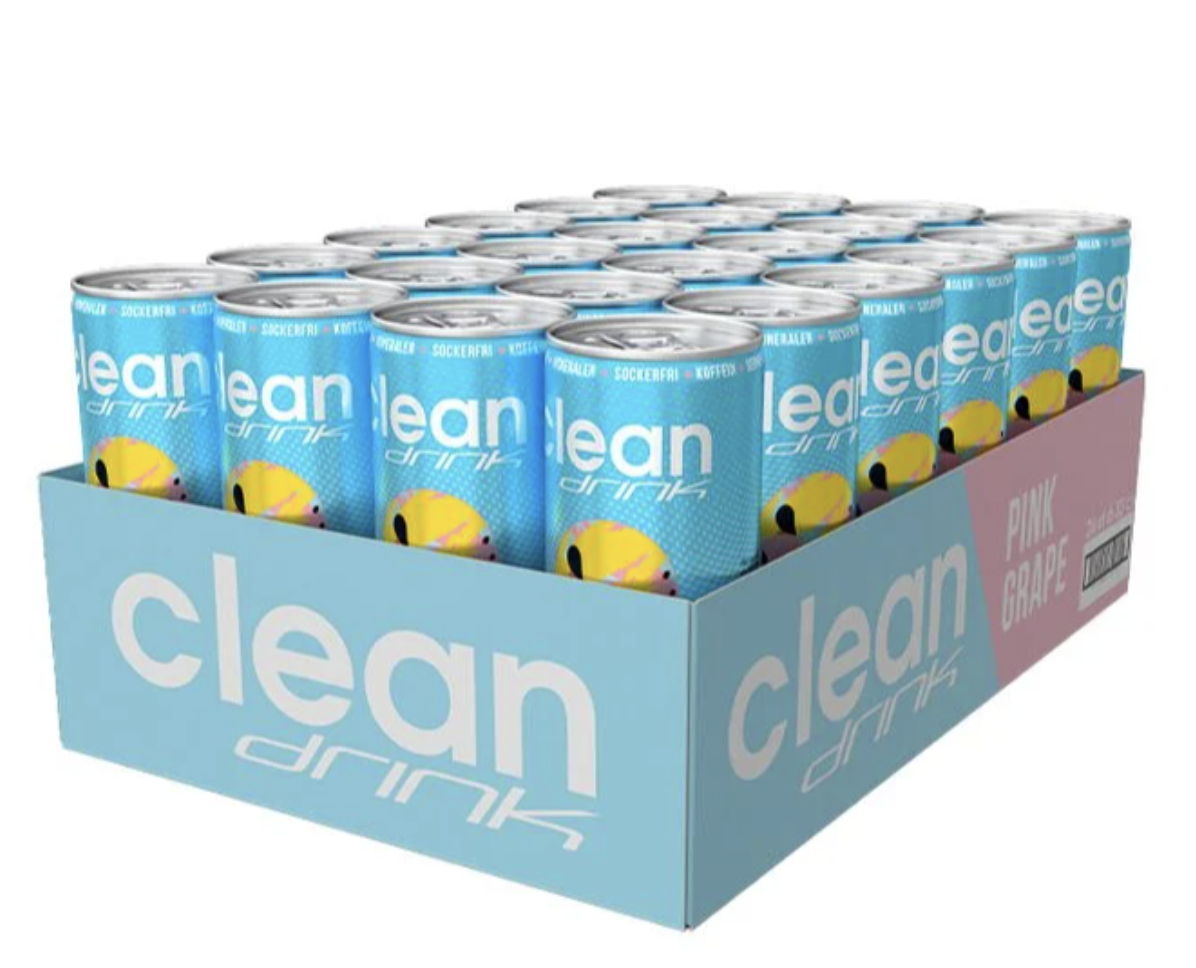 MINERALER • SOCKERFRI • KOFFEIN
clean
drink
clean
drink
clean
drink
PINK
GRAPE